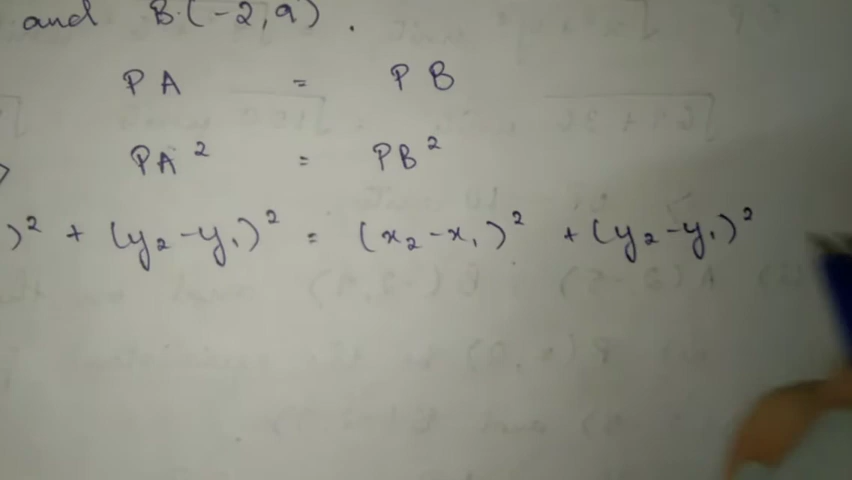 and B.(-2,9).
PA = PB
PA² = PB²
)² + (y₂-y₁)² = (x₂-x₁)² + (y₂-y₁)²